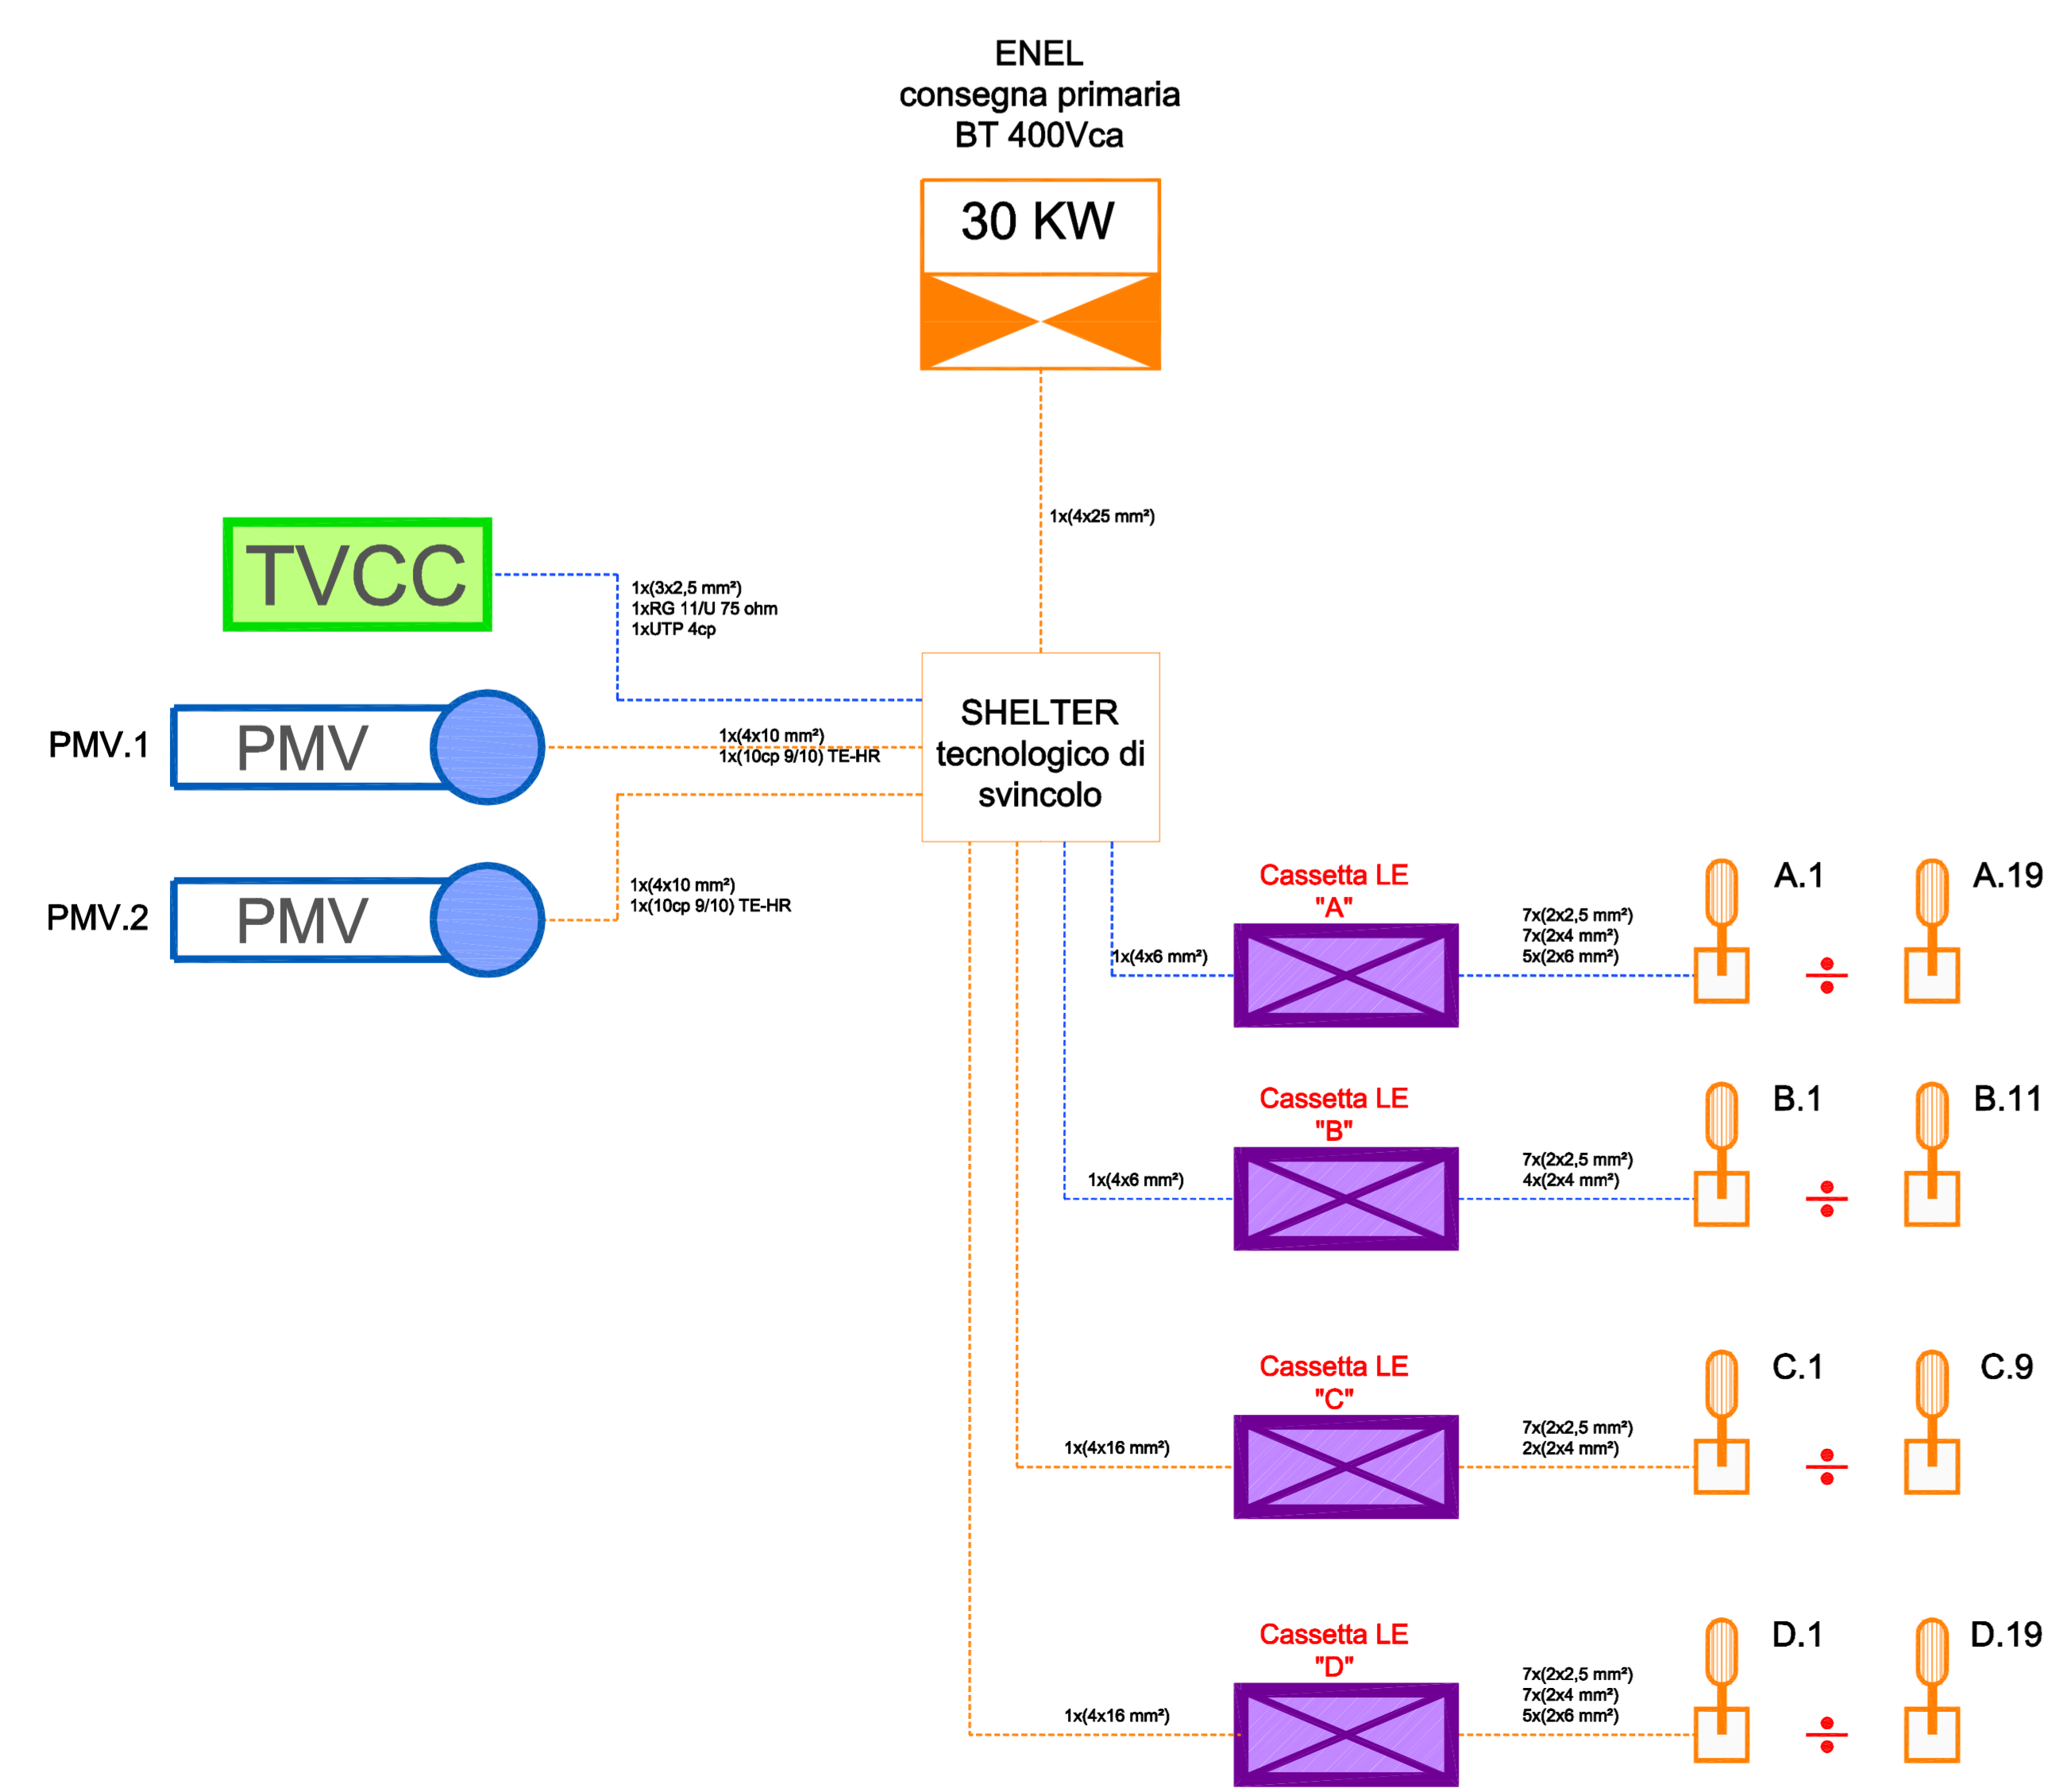 ENEL
consegna primaria
BT 400Vca
30 KW
1x(4x25 mm²)
TVCC
1x(3x2,5 mm²)
1xRG 11/U 75 ohm
1xUTP 4cp
PMV.1
PMV
1x(4x10 mm²)
1x(10cp 9/10) TE-HR
SHELTER
tecnologico di
svincolo
PMV.2
PMV
1x(4x10 mm²)
1x(10cp 9/10) TE-HR
Cassetta LE
"A"
1x(4x6 mm²)
7x(2x2,5 mm²)
7x(2x4 mm²)
5x(2x6 mm²)
A.1
A.19
Cassetta LE
"B"
1x(4x6 mm²)
7x(2x2,5 mm²)
4x(2x4 mm²)
B.1
B.11
Cassetta LE
"C"
1x(4x16 mm²)
7x(2x2,5 mm²)
2x(2x4 mm²)
C.1
C.9
Cassetta LE
"D"
1x(4x16 mm²)
7x(2x2,5 mm²)
7x(2x4 mm²)
5x(2x6 mm²)
D.1
D.19